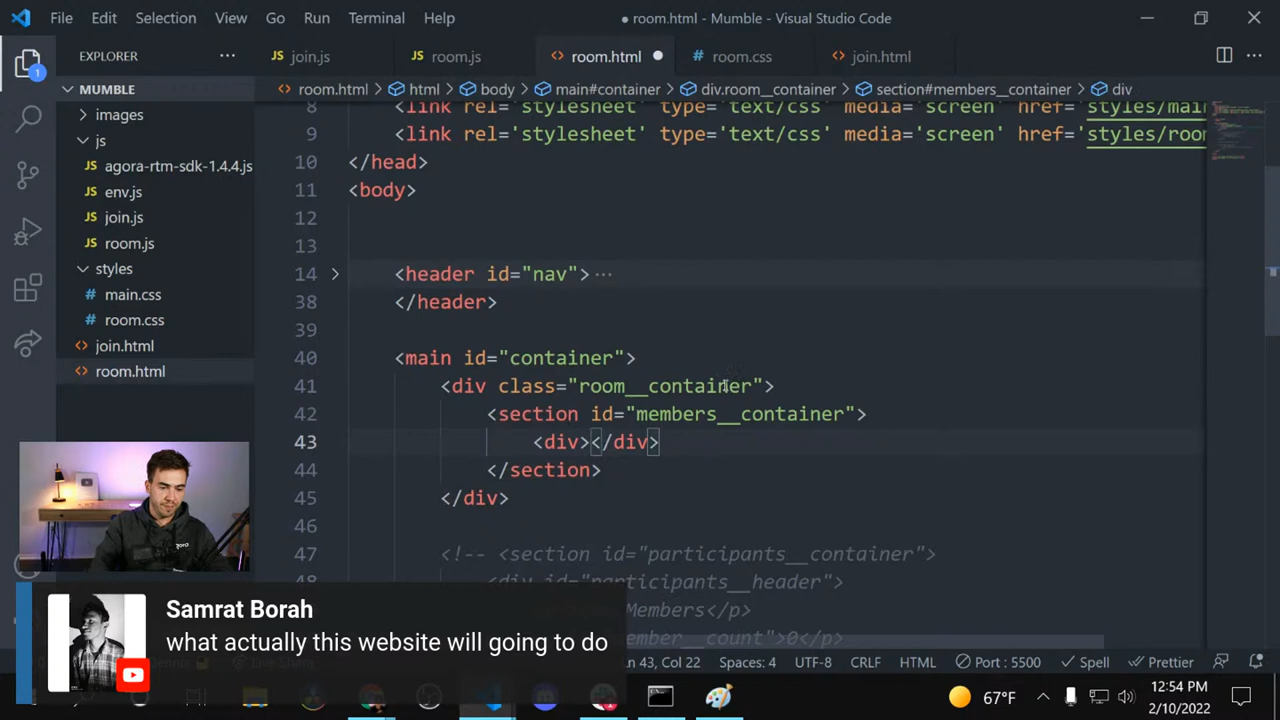 File Edit Selection View Go Run Terminal Help
● room.html - Mumble - Visual Studio Code
EXPLORER ···
join.js room.js room.html ● room.css join.html ···
room.html > html > body > main#container > div.room__container > section#members__container > div
MUMBLE
images
js
JS agora-rtm-sdk-1.4.4.js
JS env.js
JS join.js
JS room.js
styles
# main.css
# room.css
<> join.html
<> room.html
1
8 <link rel='stylesheet' type='text/css' media='screen' href='styles/mai
9 <link rel='stylesheet' type='text/css' media='screen' href='styles/roo
10 </head>
11 <body>
12
13
14 <header id="nav"> ···
38 </header>
39
40 <main id="container">
41 <div class="room__container">
42 <section id="members__container">
43 <div></div>
44 </section>
45 </div>
46
47 <!-- <section id="participants__container">
48 <div id="participants__header">
Members</p>
mber__count">0</p>
Samrat Borah
what actually this website will going to do
Ln 43, Col 22 Spaces: 4 UTF-8 CRLF HTML Port : 5500 Spell Prettier
67°F
12:54 PM
2/10/2022